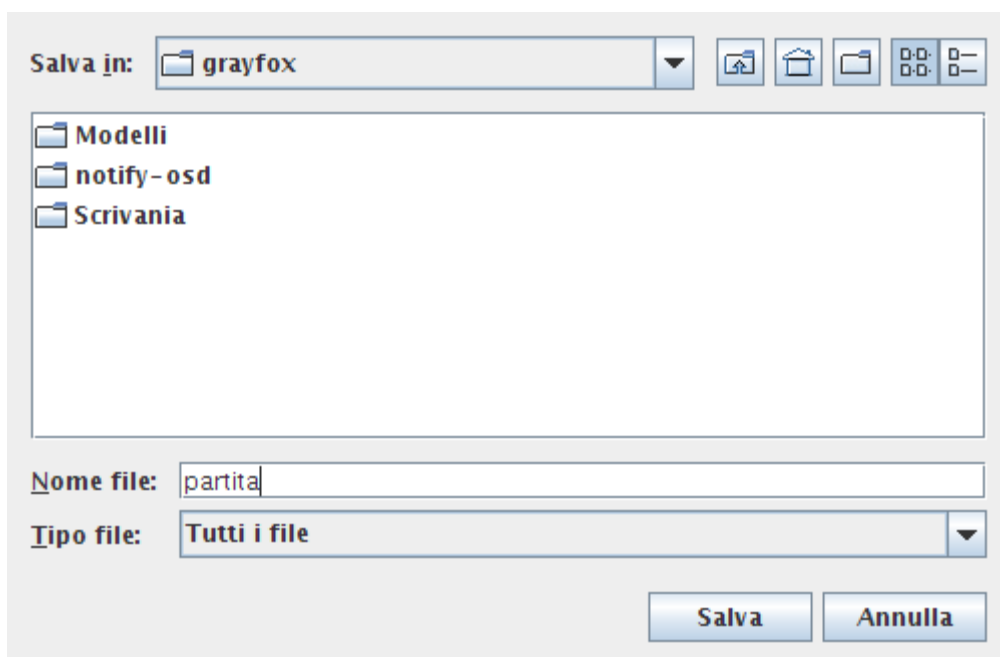 Salva in: grayfox
Modelli
notify-osd
Scrivania
Nome file: partita
Tipo file: Tutti i file
Salva Annulla